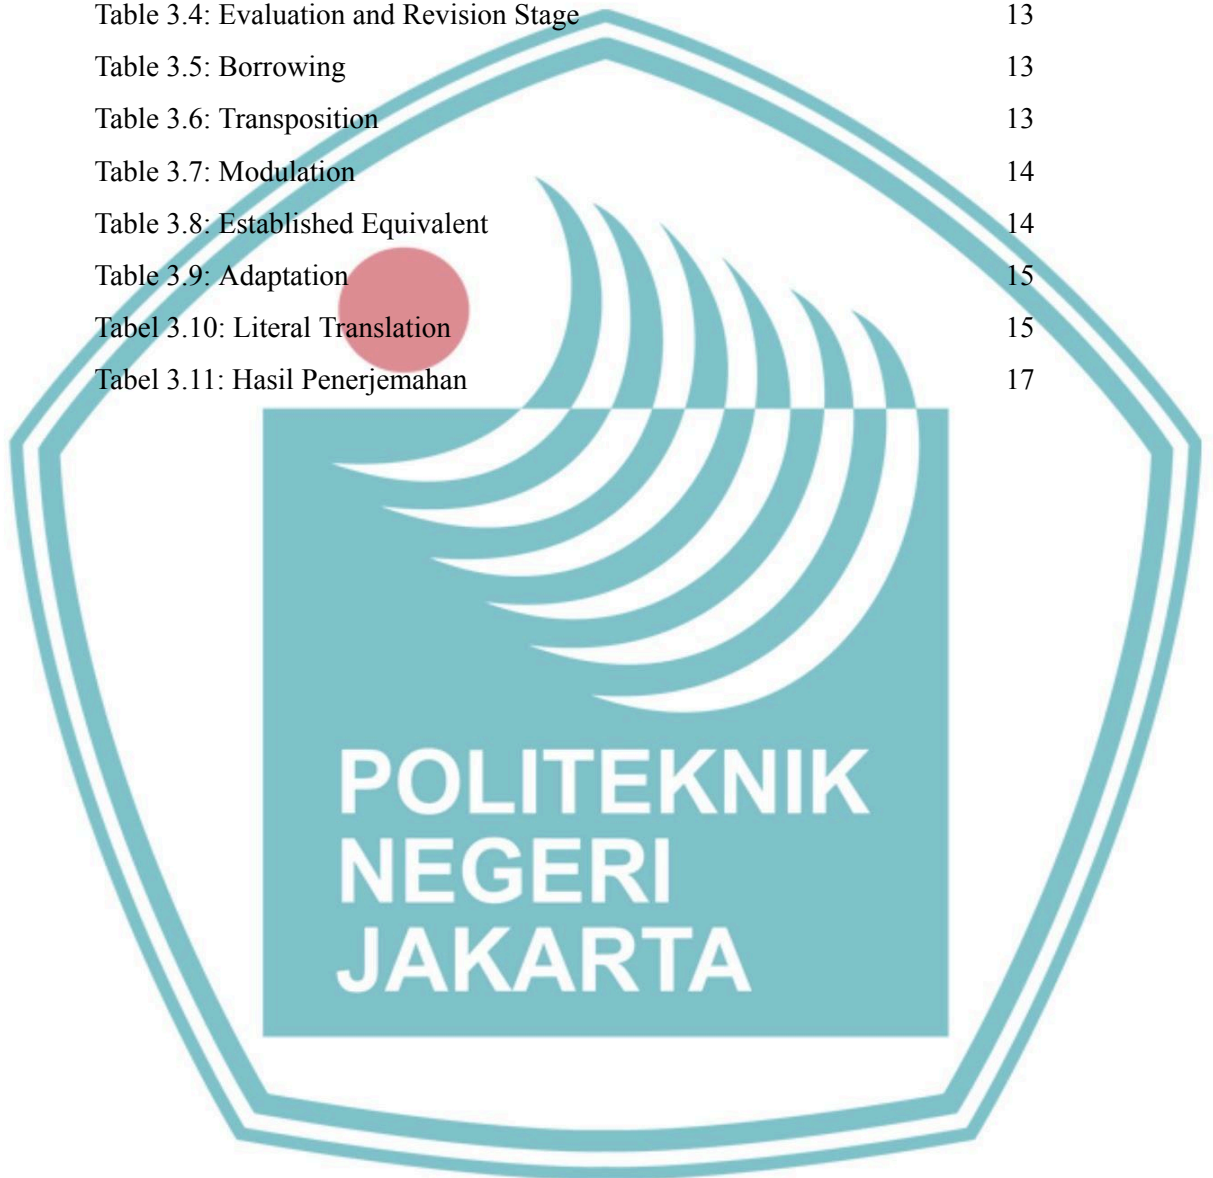 Table 3.4: Evaluation and Revision Stage 13
Table 3.5: Borrowing 13
Table 3.6: Transposition 13
Table 3.7: Modulation 14
Table 3.8: Established Equivalent 14
Table 3.9: Adaptation 15
Tabel 3.10: Literal Translation 15
Tabel 3.11: Hasil Penerjemahan 17
POLITEKNIK
NEGERI
JAKARTA